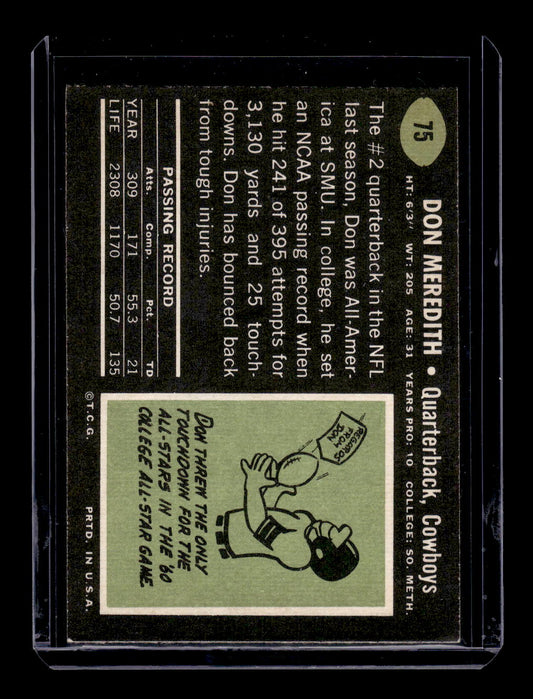 75
DON MEREDITH • Quarterback, Cowboys
HT: 6'3" WT: 205 AGE: 31 YEARS PRO: 10 COLLEGE: SO. METH.
The #2 quarterback in the NFL
last season, Don was All-Amer-
ica at SMU. In college, he set
an NCAA passing record when
he hit 241 of 395 attempts for
3,130 yards and 25 touch-
downs. Don has bounced back
from tough injuries.
PASSING RECORD
YEAR Atts. Comp. Pct. TD
309 171 55.3 21
LIFE 2308 1170 50.7 135
REGARDS
FROM
DON
DON THREW THE ONLY
TOUCHDOWN FOR THE
ALL-STARS IN THE '60
COLLEGE ALL-STAR GAME.
©T.C.G. PRTD. IN U.S.A.